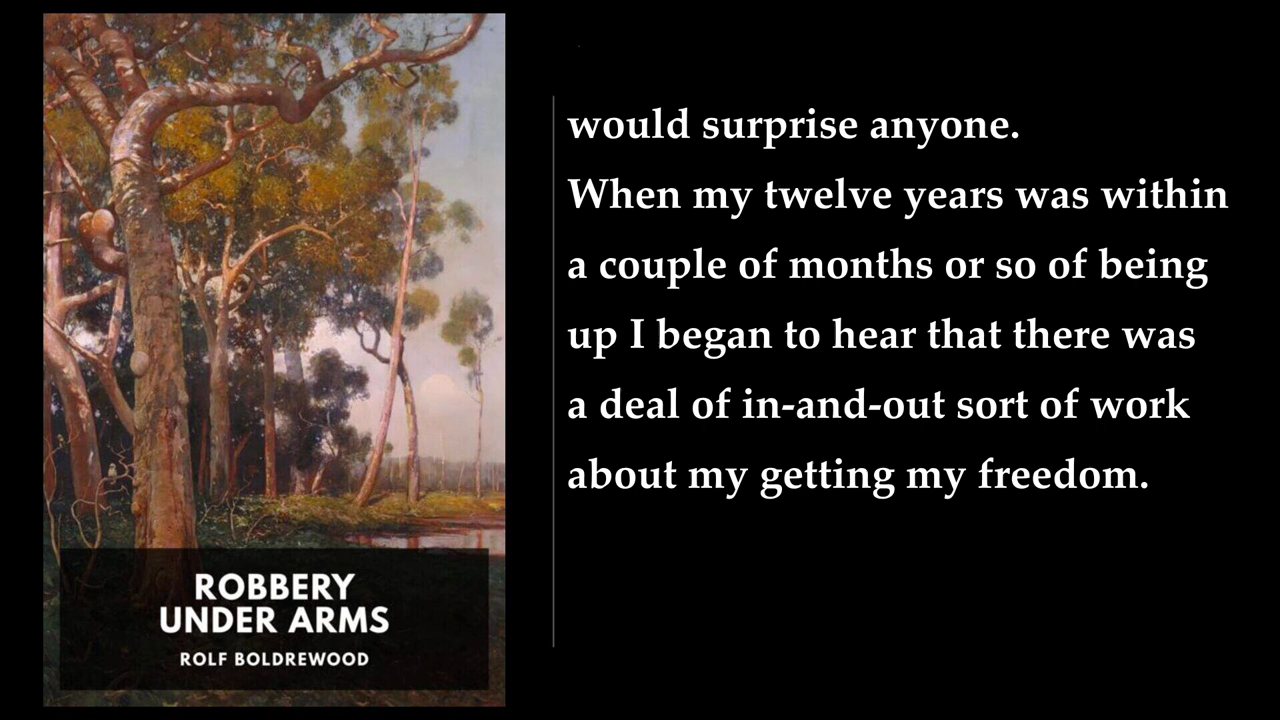 would surprise anyone.
When my twelve years was within
a couple of months or so of being
up I began to hear that there was
a deal of in-and-out sort of work
about my getting my freedom.
ROBBERY
UNDER ARMS
ROLF BOLDREWOOD